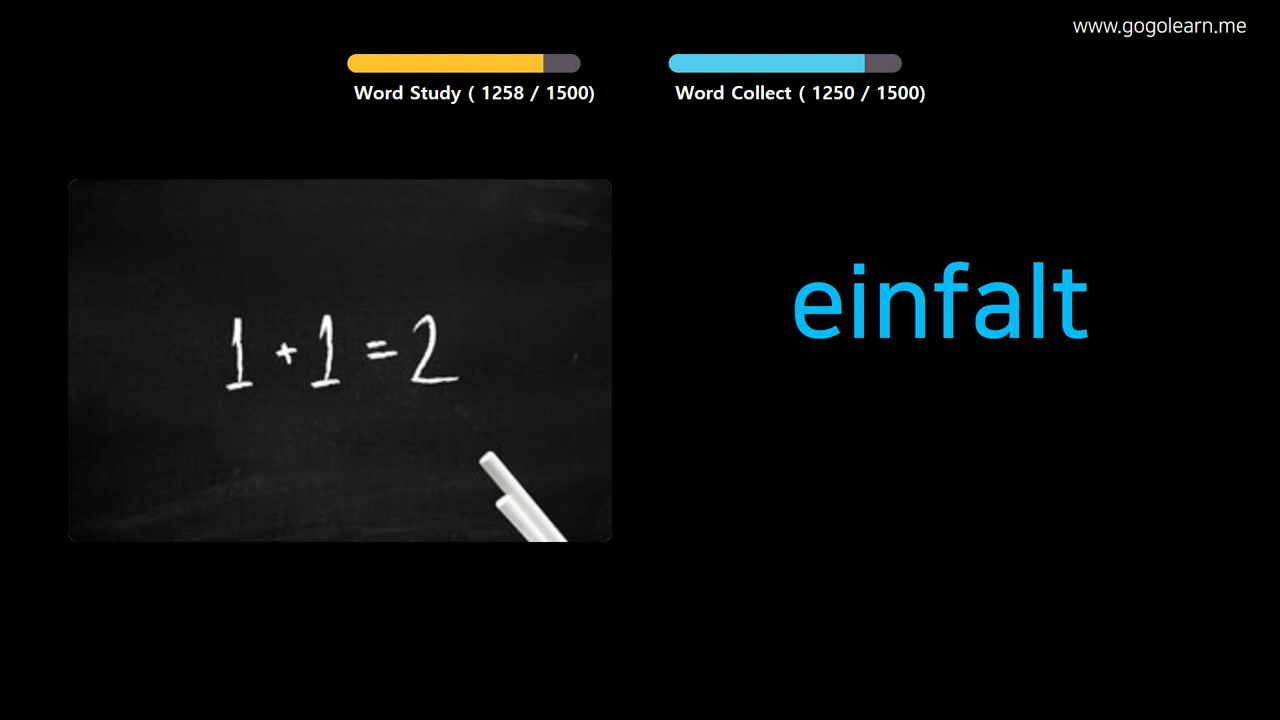 www.gogolearn.me
Word Study ( 1258 / 1500)
Word Collect ( 1250 / 1500)
einfalt
1 + 1 = 2